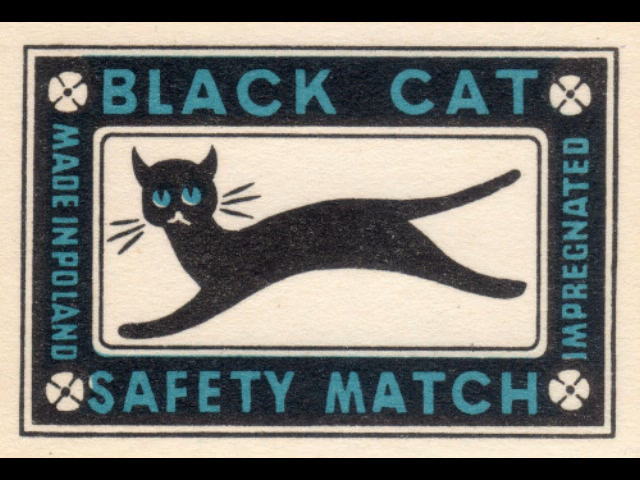 BLACK CAT
MADE IN POLAND
IMPREGNATED
SAFETY MATCH